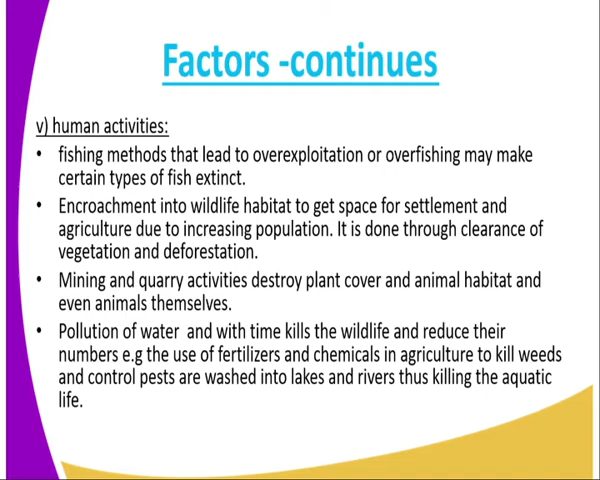 Factors -continues
v) human activities:
• fishing methods that lead to overexploitation or overfishing may make
certain types of fish extinct.
• Encroachment into wildlife habitat to get space for settlement and
agriculture due to increasing population. It is done through clearance of
vegetation and deforestation.
• Mining and quarry activities destroy plant cover and animal habitat and
even animals themselves.
• Pollution of water and with time kills the wildlife and reduce their
numbers e.g the use of fertilizers and chemicals in agriculture to kill weeds
and control pests are washed into lakes and rivers thus killing the aquatic
life.